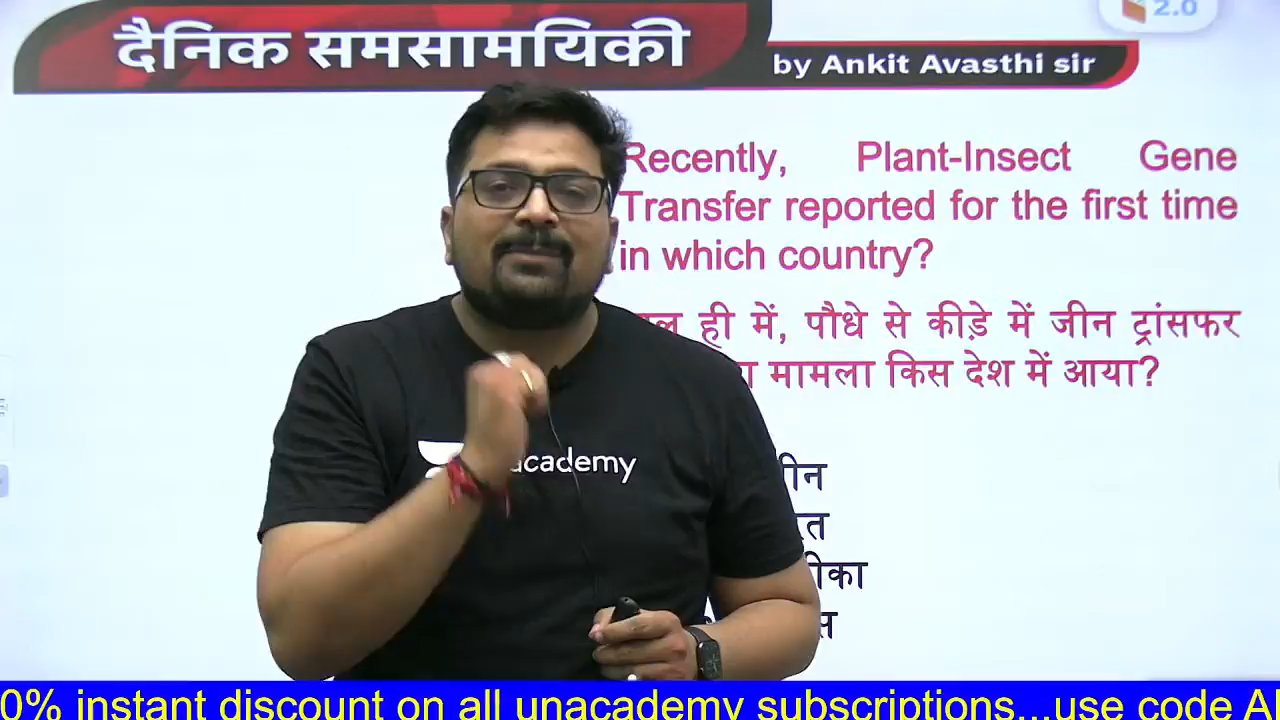 दैनिक समसामयिकी
by Ankit Avasthi sir
2.0
Recently, Plant-Insect Gene
Transfer reported for the first time
in which country?
ही में, पौधे से कीड़े में जीन ट्रांसफर
मामला किस देश में आया?
academy
0% instant discount on all unacademy subscriptions...use code A